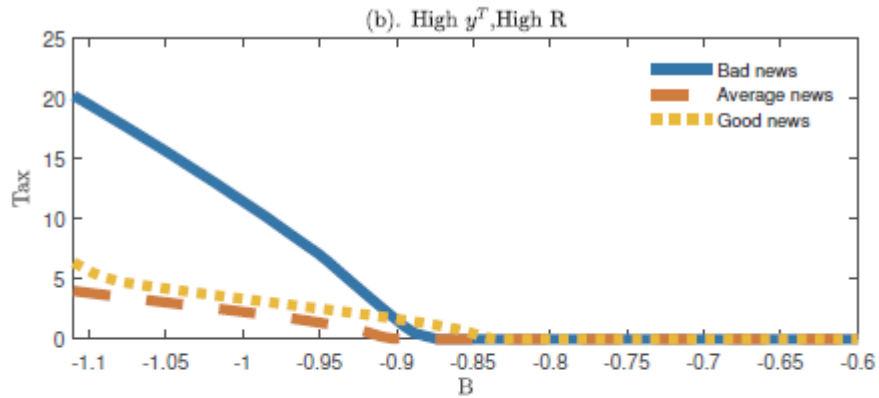 (b). High y^T,High R
25
20
15
10
5
0
Tax
Bad news
Average news
Good news
-1.1 -1.05 -1 -0.95 -0.9 -0.85 -0.8 -0.75 -0.7 -0.65 -0.6
B